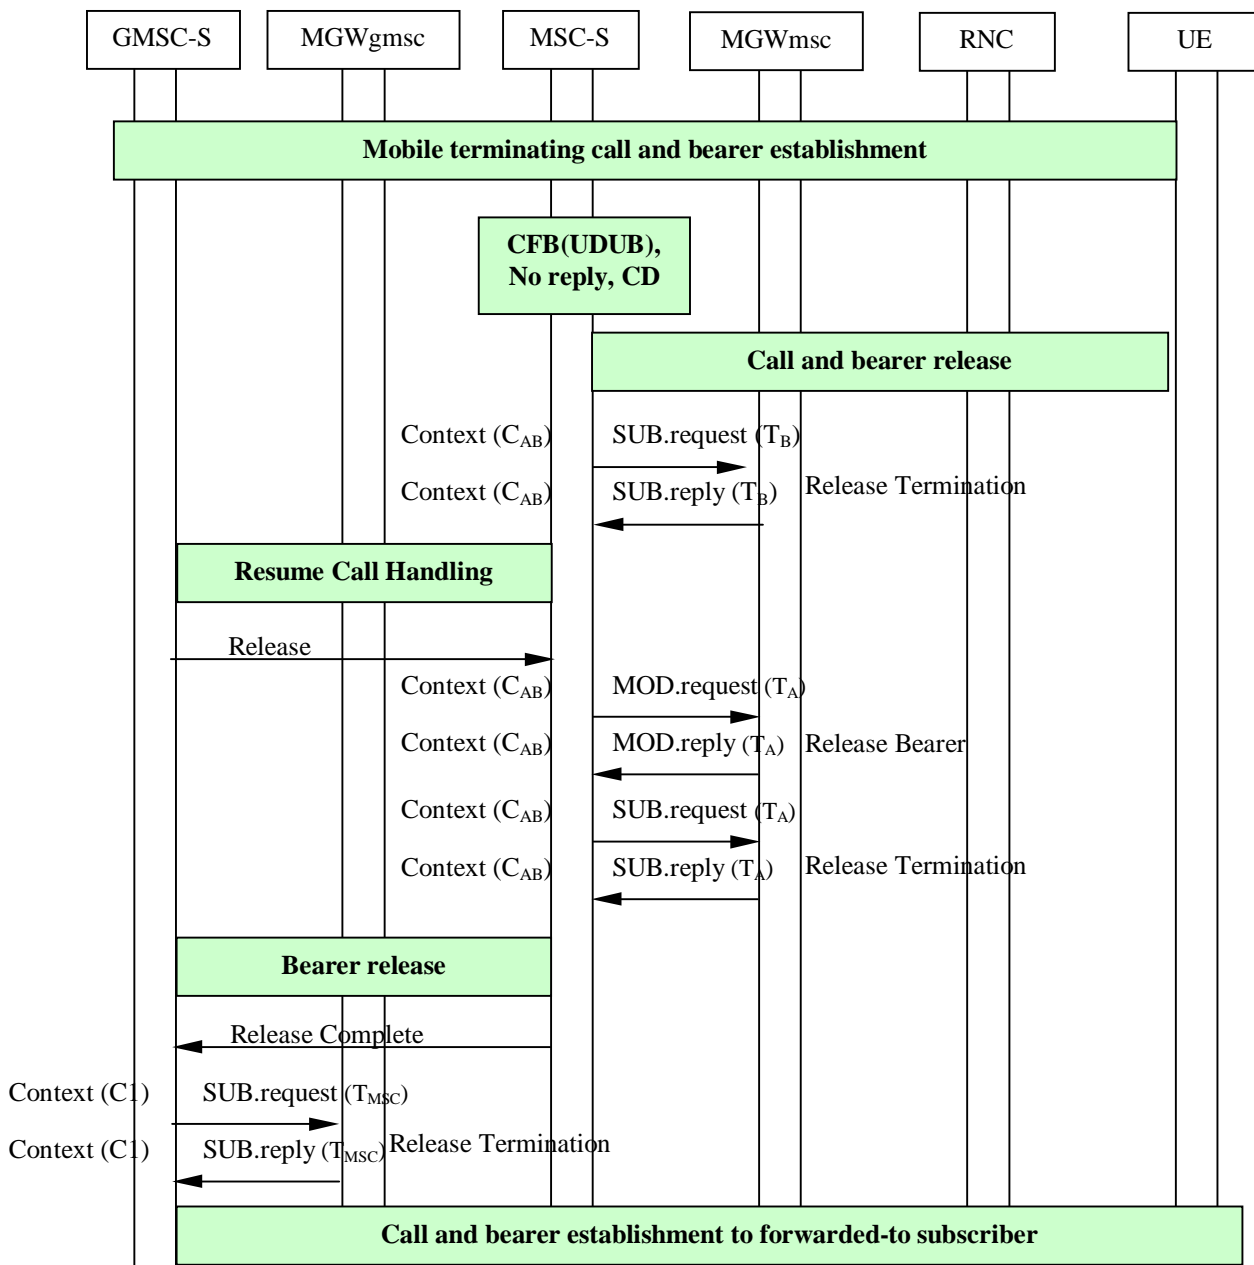 GMSC-S MGWgmsc MSC-S MGWmsc RNC UE
Mobile terminating call and bearer establishment
CFB(UDUB),
No reply, CD
Call and bearer release
Context (CAB) SUB.request (TB)
Context (CAB) SUB.reply (TB) Release Termination
Resume Call Handling
Release
Context (CAB) MOD.request (TA)
Context (CAB) MOD.reply (TA) Release Bearer
Context (CAB) SUB.request (TA)
Context (CAB) SUB.reply (TA) Release Termination
Bearer release
Release Complete
Context (C1) SUB.request (TMSC)
Context (C1) SUB.reply (TMSC) Release Termination
Call and bearer establishment to forwarded-to subscriber